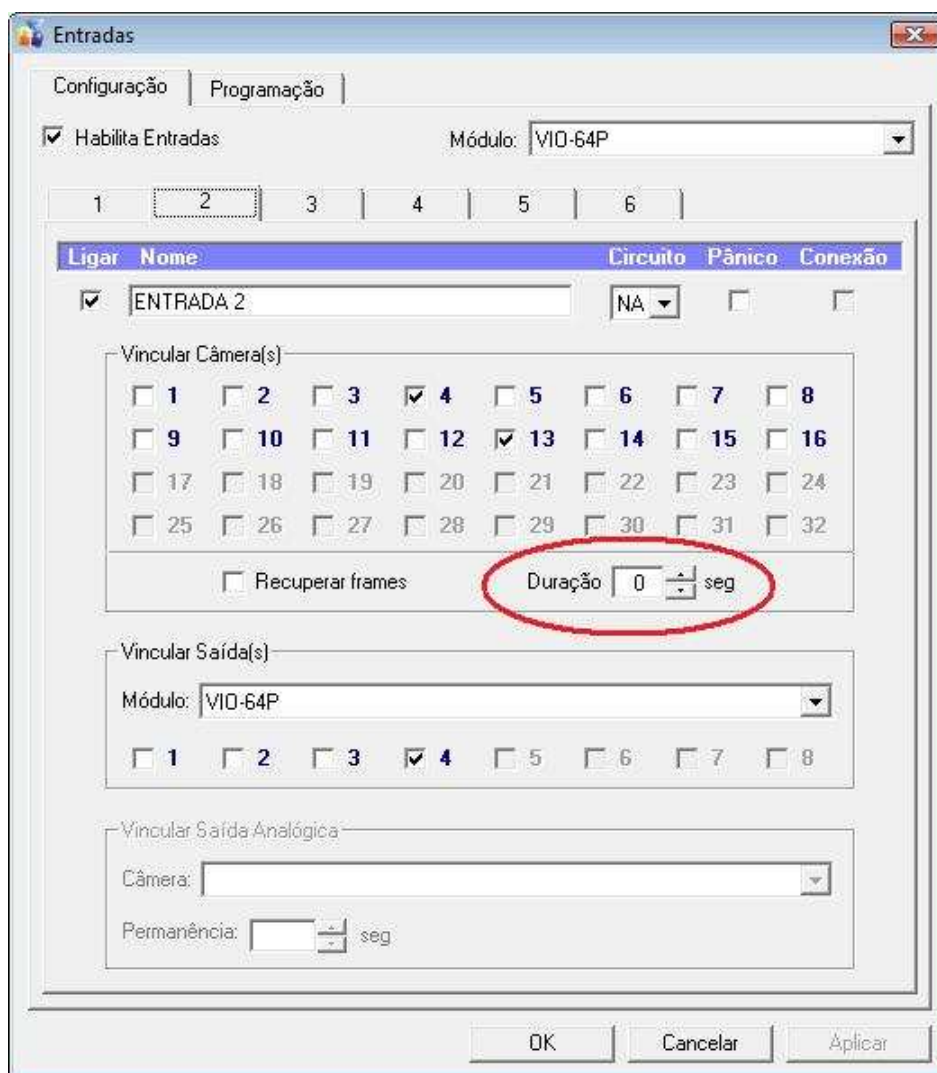 Entradas
Configuração Programação
Habilita Entradas Módulo: VIO-64P
1 2 3 4 5 6
Ligar Nome Circuito Pânico Conexão
ENTRADA 2 NA
Vincular Câmera(s)
1 2 3 4 5 6 7 8
9 10 11 12 13 14 15 16
17 18 19 20 21 22 23 24
25 26 27 28 29 30 31 32
Recuperar frames Duração 0 seg
Vincular Saída(s)
Módulo: VIO-64P
1 2 3 4 5 6 7 8
Vincular Saída Analógica
Câmera:
Permanência: seg
OK Cancelar Aplicar